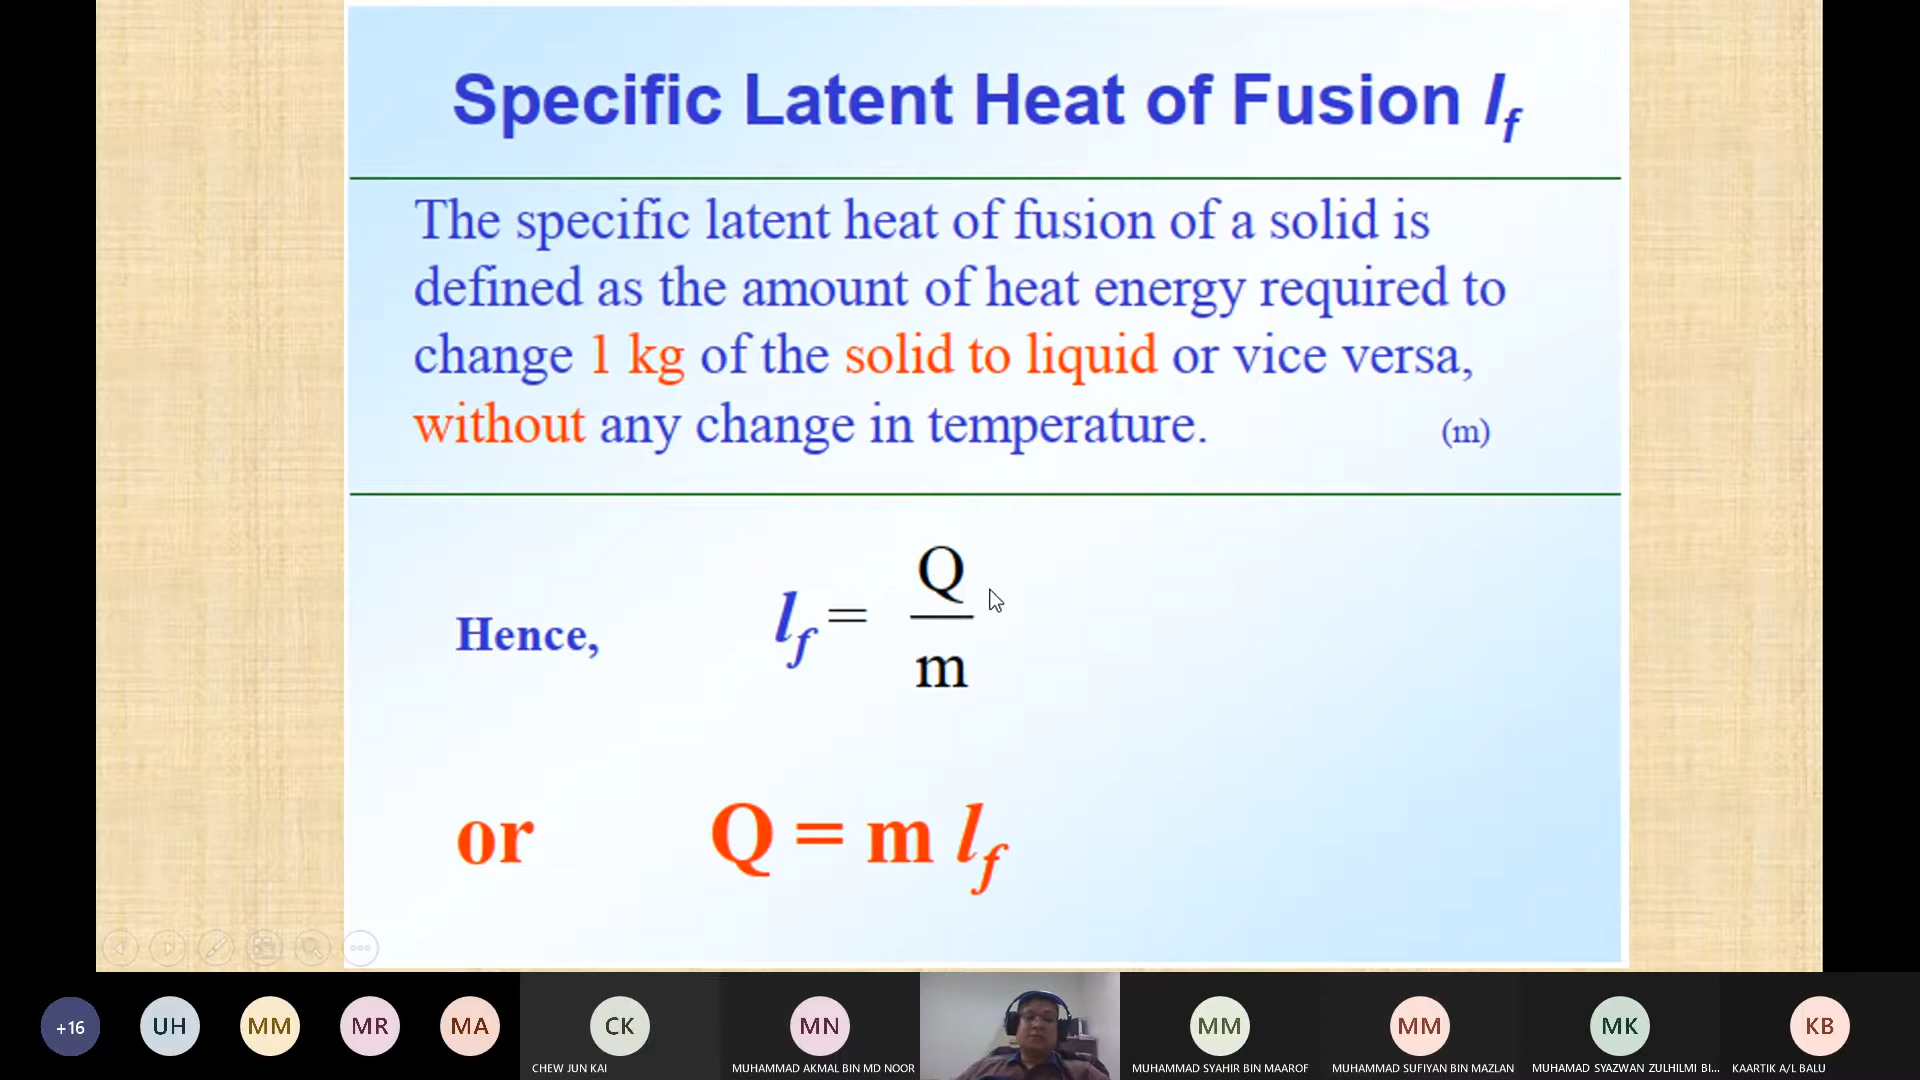 Specific Latent Heat of Fusion lf
The specific latent heat of fusion of a solid is
defined as the amount of heat energy required to
change 1 kg of the solid to liquid or vice versa,
without any change in temperature. (m)
Hence, lf = Q
m
or Q = m lf
+16
UH
MM
MR
MA
CK
MN
MM
MM
MK
KB
CHEW JUN KAI
MUHAMMAD AKMAL BIN MD NOOR
MUHAMMAD SYAHIR BIN MAAROF
MUHAMMAD SUFIYAN BIN MAZLAN
MUHAMAD SYAZWAN ZULHILMI BI...
KAARTIK A/L BALU